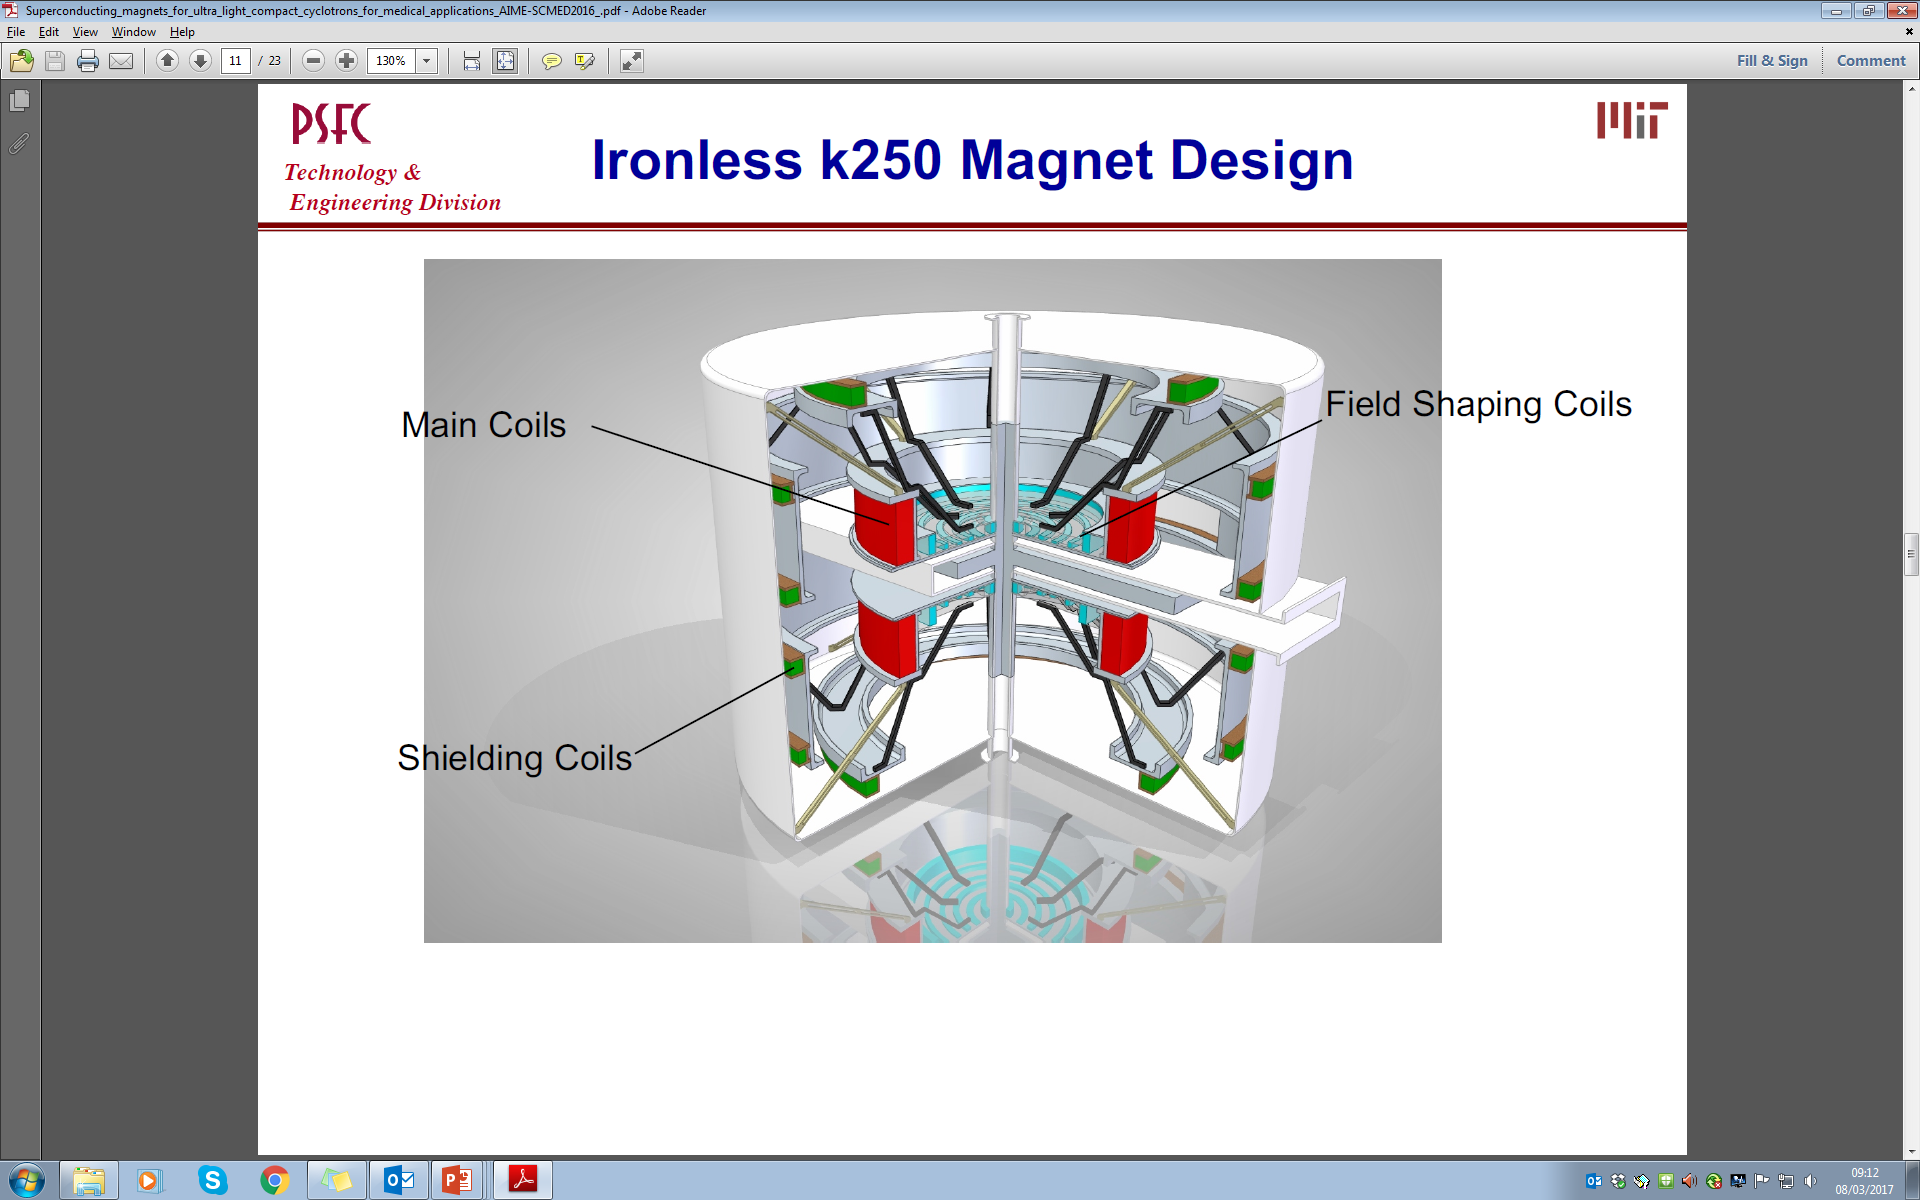 Superconducting_magnets_for_ultra_light_compact_cyclotrons_for_medical_applications_AIME-SCMED2016_.pdf - Adobe Reader
File Edit View Window Help
11 / 23 130% Fill & Sign Comment
PSFC
MIT
Technology &
Engineering Division
Ironless k250 Magnet Design
Field Shaping Coils
Main Coils
Shielding Coils
09:12
08/03/2017